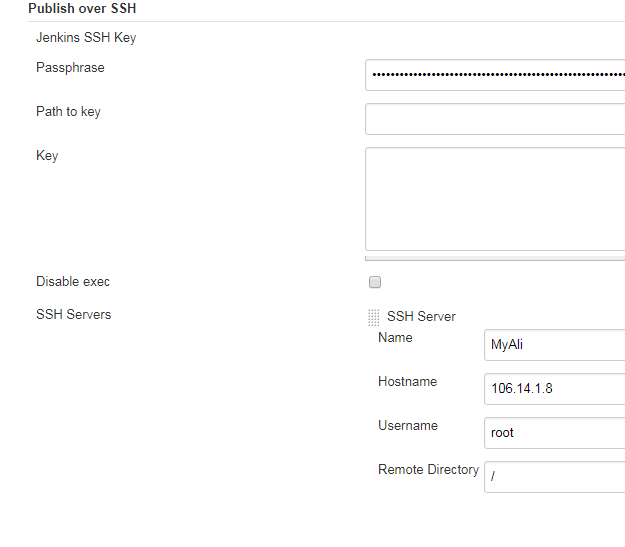 Publish over SSH
Jenkins SSH Key
Passphrase
Path to key
Key
Disable exec
SSH Servers
SSH Server
Name
MyAli
Hostname
106.14.1.8
Username
root
Remote Directory
/